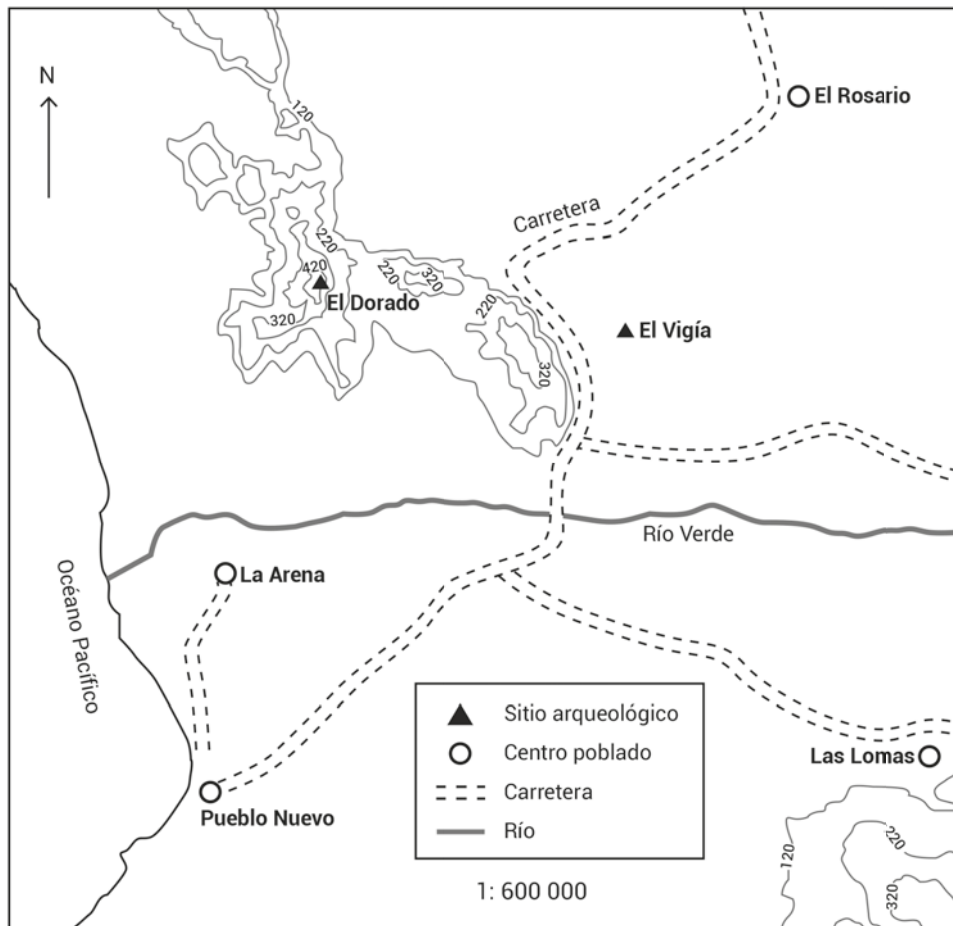 N
120
El Rosario
Carretera
220
420
El Dorado
320
220
320
220
320
El Vigía
Río Verde
La Arena
Océano Pacífico
Sitio arqueológico
Centro poblado
Carretera
Río
Las Lomas
Pueblo Nuevo
120
220
320
1: 600 000